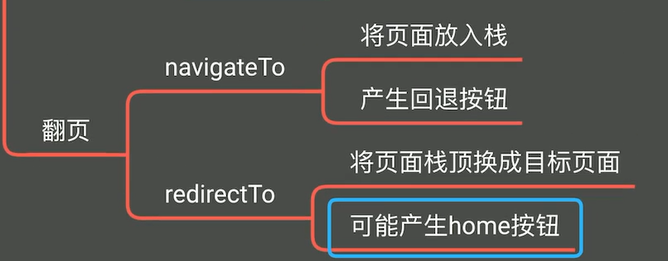 翻页
navigateTo
将页面放入栈
产生回退按钮
redirectTo
将页面栈顶换成目标页面
可能产生home按钮